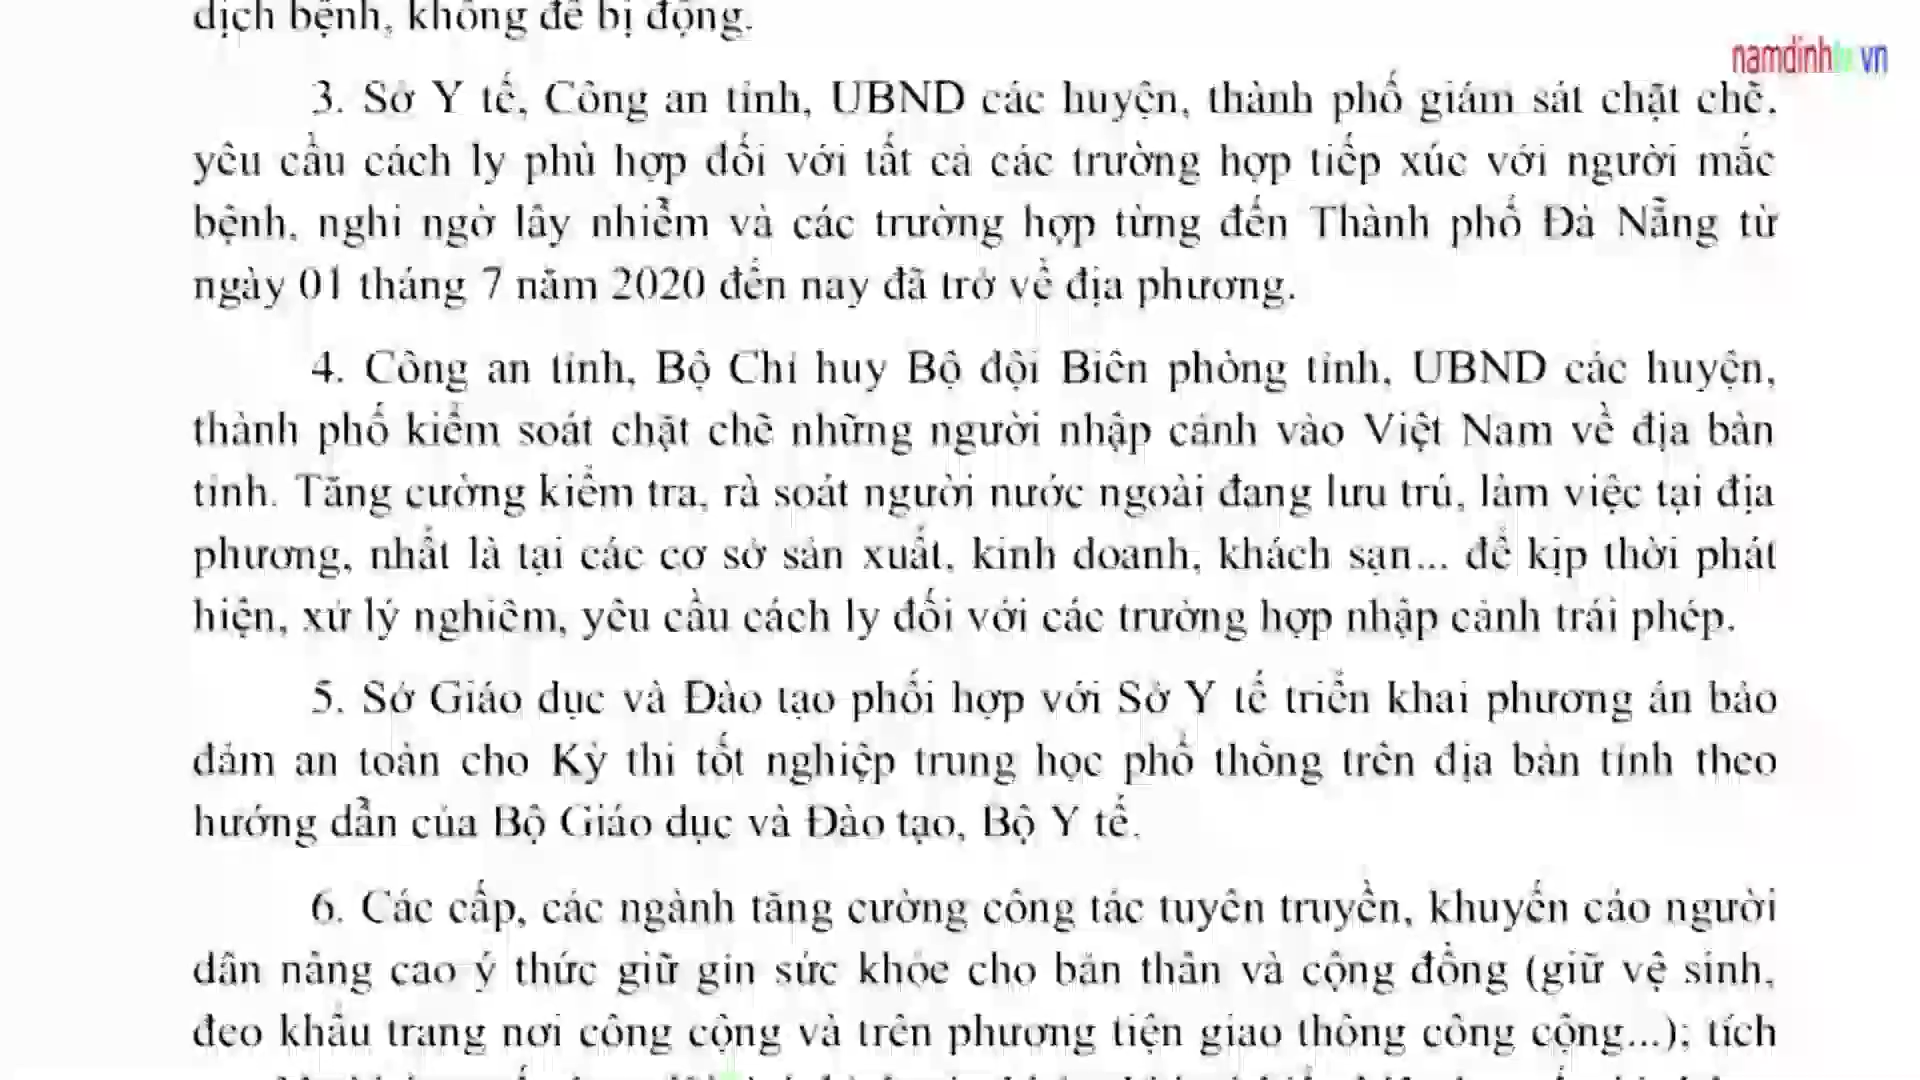 dịch bệnh, không để bị động.
namdinhtv.vn
3. Sở Y tế, Công an tỉnh, UBND các huyện, thành phố giám sát chặt chẽ,
yêu cầu cách ly phù hợp đối với tất cả các trường hợp tiếp xúc với người mắc
bệnh, nghi ngờ lây nhiễm và các trường hợp từng đến Thành phố Đà Nẵng từ
ngày 01 tháng 7 năm 2020 đến nay đã trở về địa phương.
4. Công an tỉnh, Bộ Chỉ huy Bộ đội Biên phòng tỉnh, UBND các huyện,
thành phố kiểm soát chặt chẽ những người nhập cảnh vào Việt Nam về địa bàn
tỉnh. Tăng cường kiểm tra, rà soát người nước ngoài đang lưu trú, làm việc tại địa
phương, nhất là tại các cơ sở sản xuất, kinh doanh, khách sạn... để kịp thời phát
hiện, xử lý nghiêm, yêu cầu cách ly đối với các trường hợp nhập cảnh trái phép.
5. Sở Giáo dục và Đào tạo phối hợp với Sở Y tế triển khai phương án bảo
đảm an toàn cho Kỳ thi tốt nghiệp trung học phổ thông trên địa bàn tỉnh theo
hướng dẫn của Bộ Giáo dục và Đào tạo, Bộ Y tế.
6. Các cấp, các ngành tăng cường công tác tuyên truyền, khuyến cáo người
dân nâng cao ý thức giữ gìn sức khỏe cho bản thân và cộng đồng (giữ vệ sinh,
đeo khẩu trang nơi công cộng và trên phương tiện giao thông công cộng...); tích